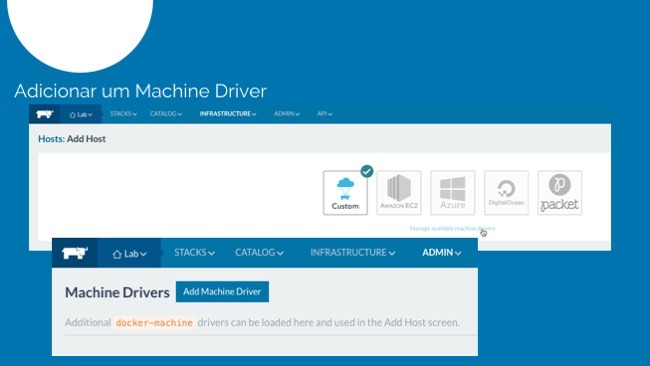 Adicionar um Machine Driver
Lab STACKS CATALOG INFRASTRUCTURE ADMIN API
Hosts: Add Host
Custom AMAZON EC2 Azure DigitalOcean packet
Manage available machine drivers
Lab STACKS CATALOG INFRASTRUCTURE ADMIN
Machine Drivers Add Machine Driver
Additional docker-machine drivers can be loaded here and used in the Add Host screen.